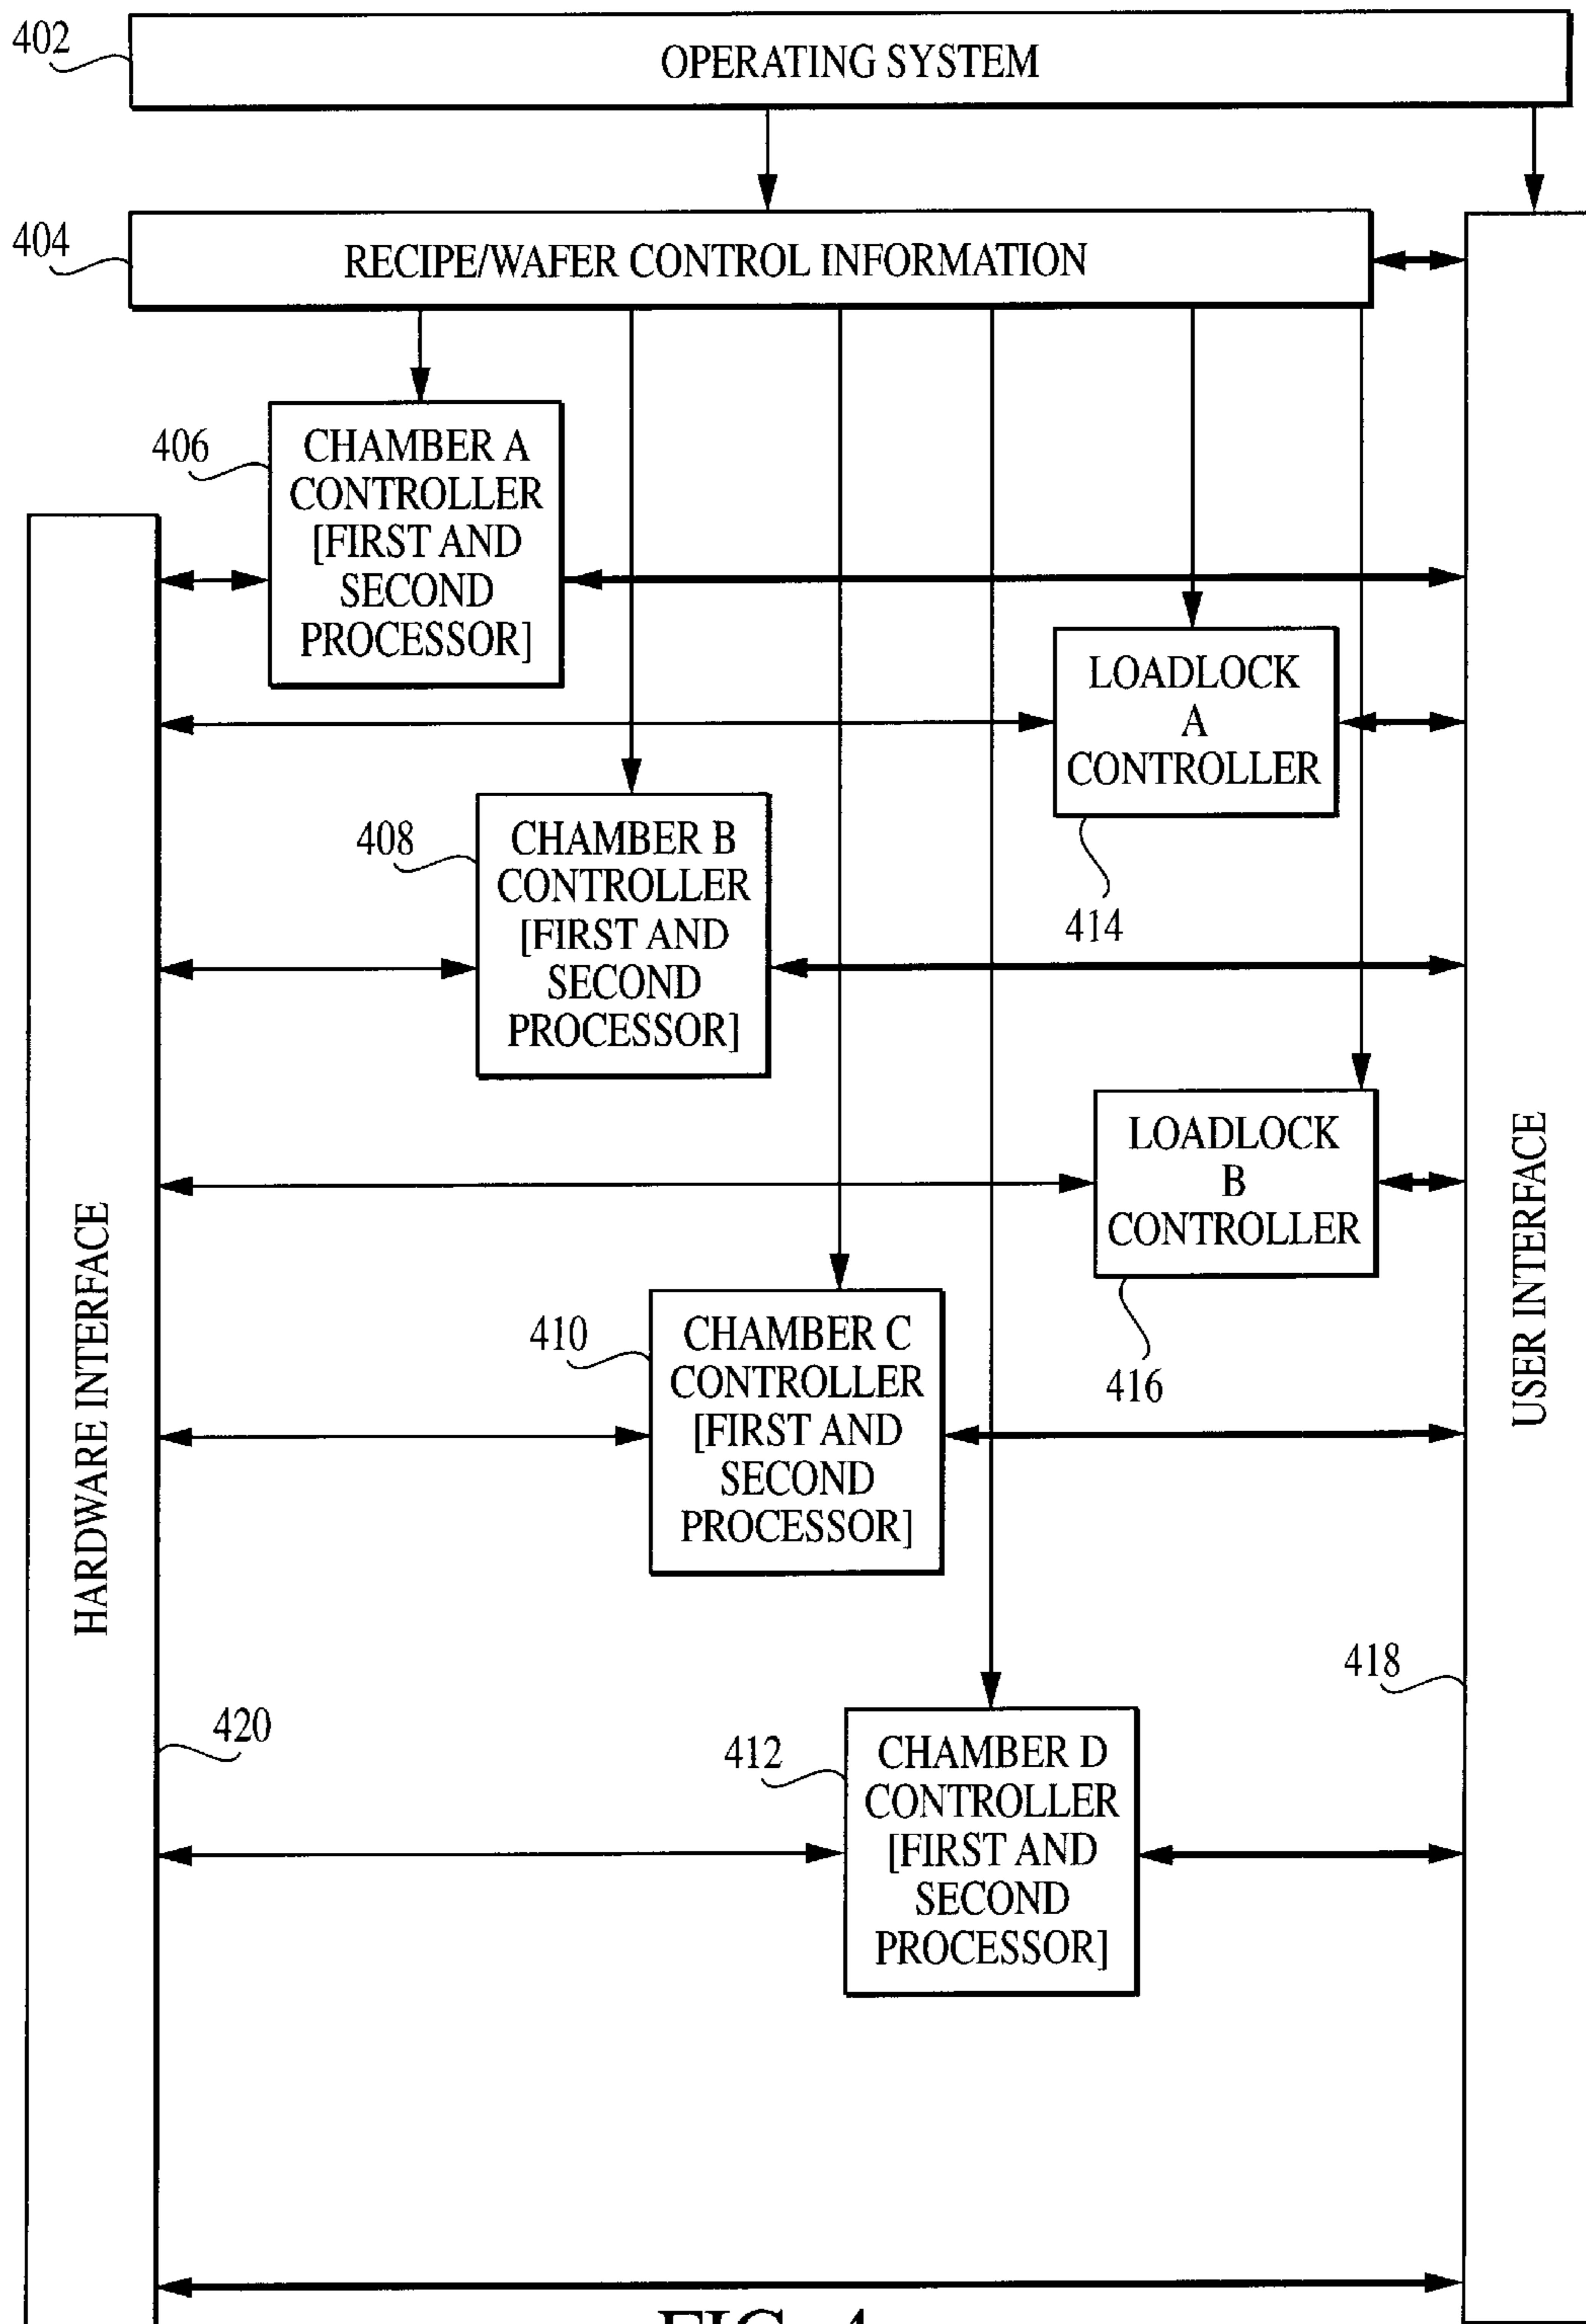 402
OPERATING SYSTEM
404
RECIPE/WAFER CONTROL INFORMATION
406
CHAMBER A
CONTROLLER
[FIRST AND
SECOND
PROCESSOR]
LOADLOCK
A
CONTROLLER
414
408
CHAMBER B
CONTROLLER
[FIRST AND
SECOND
PROCESSOR]
LOADLOCK
B
CONTROLLER
416
410
CHAMBER C
CONTROLLER
[FIRST AND
SECOND
PROCESSOR]
HARDWARE INTERFACE
USER INTERFACE
418
420
412
CHAMBER D
CONTROLLER
[FIRST AND
SECOND
PROCESSOR]
FIG. 4